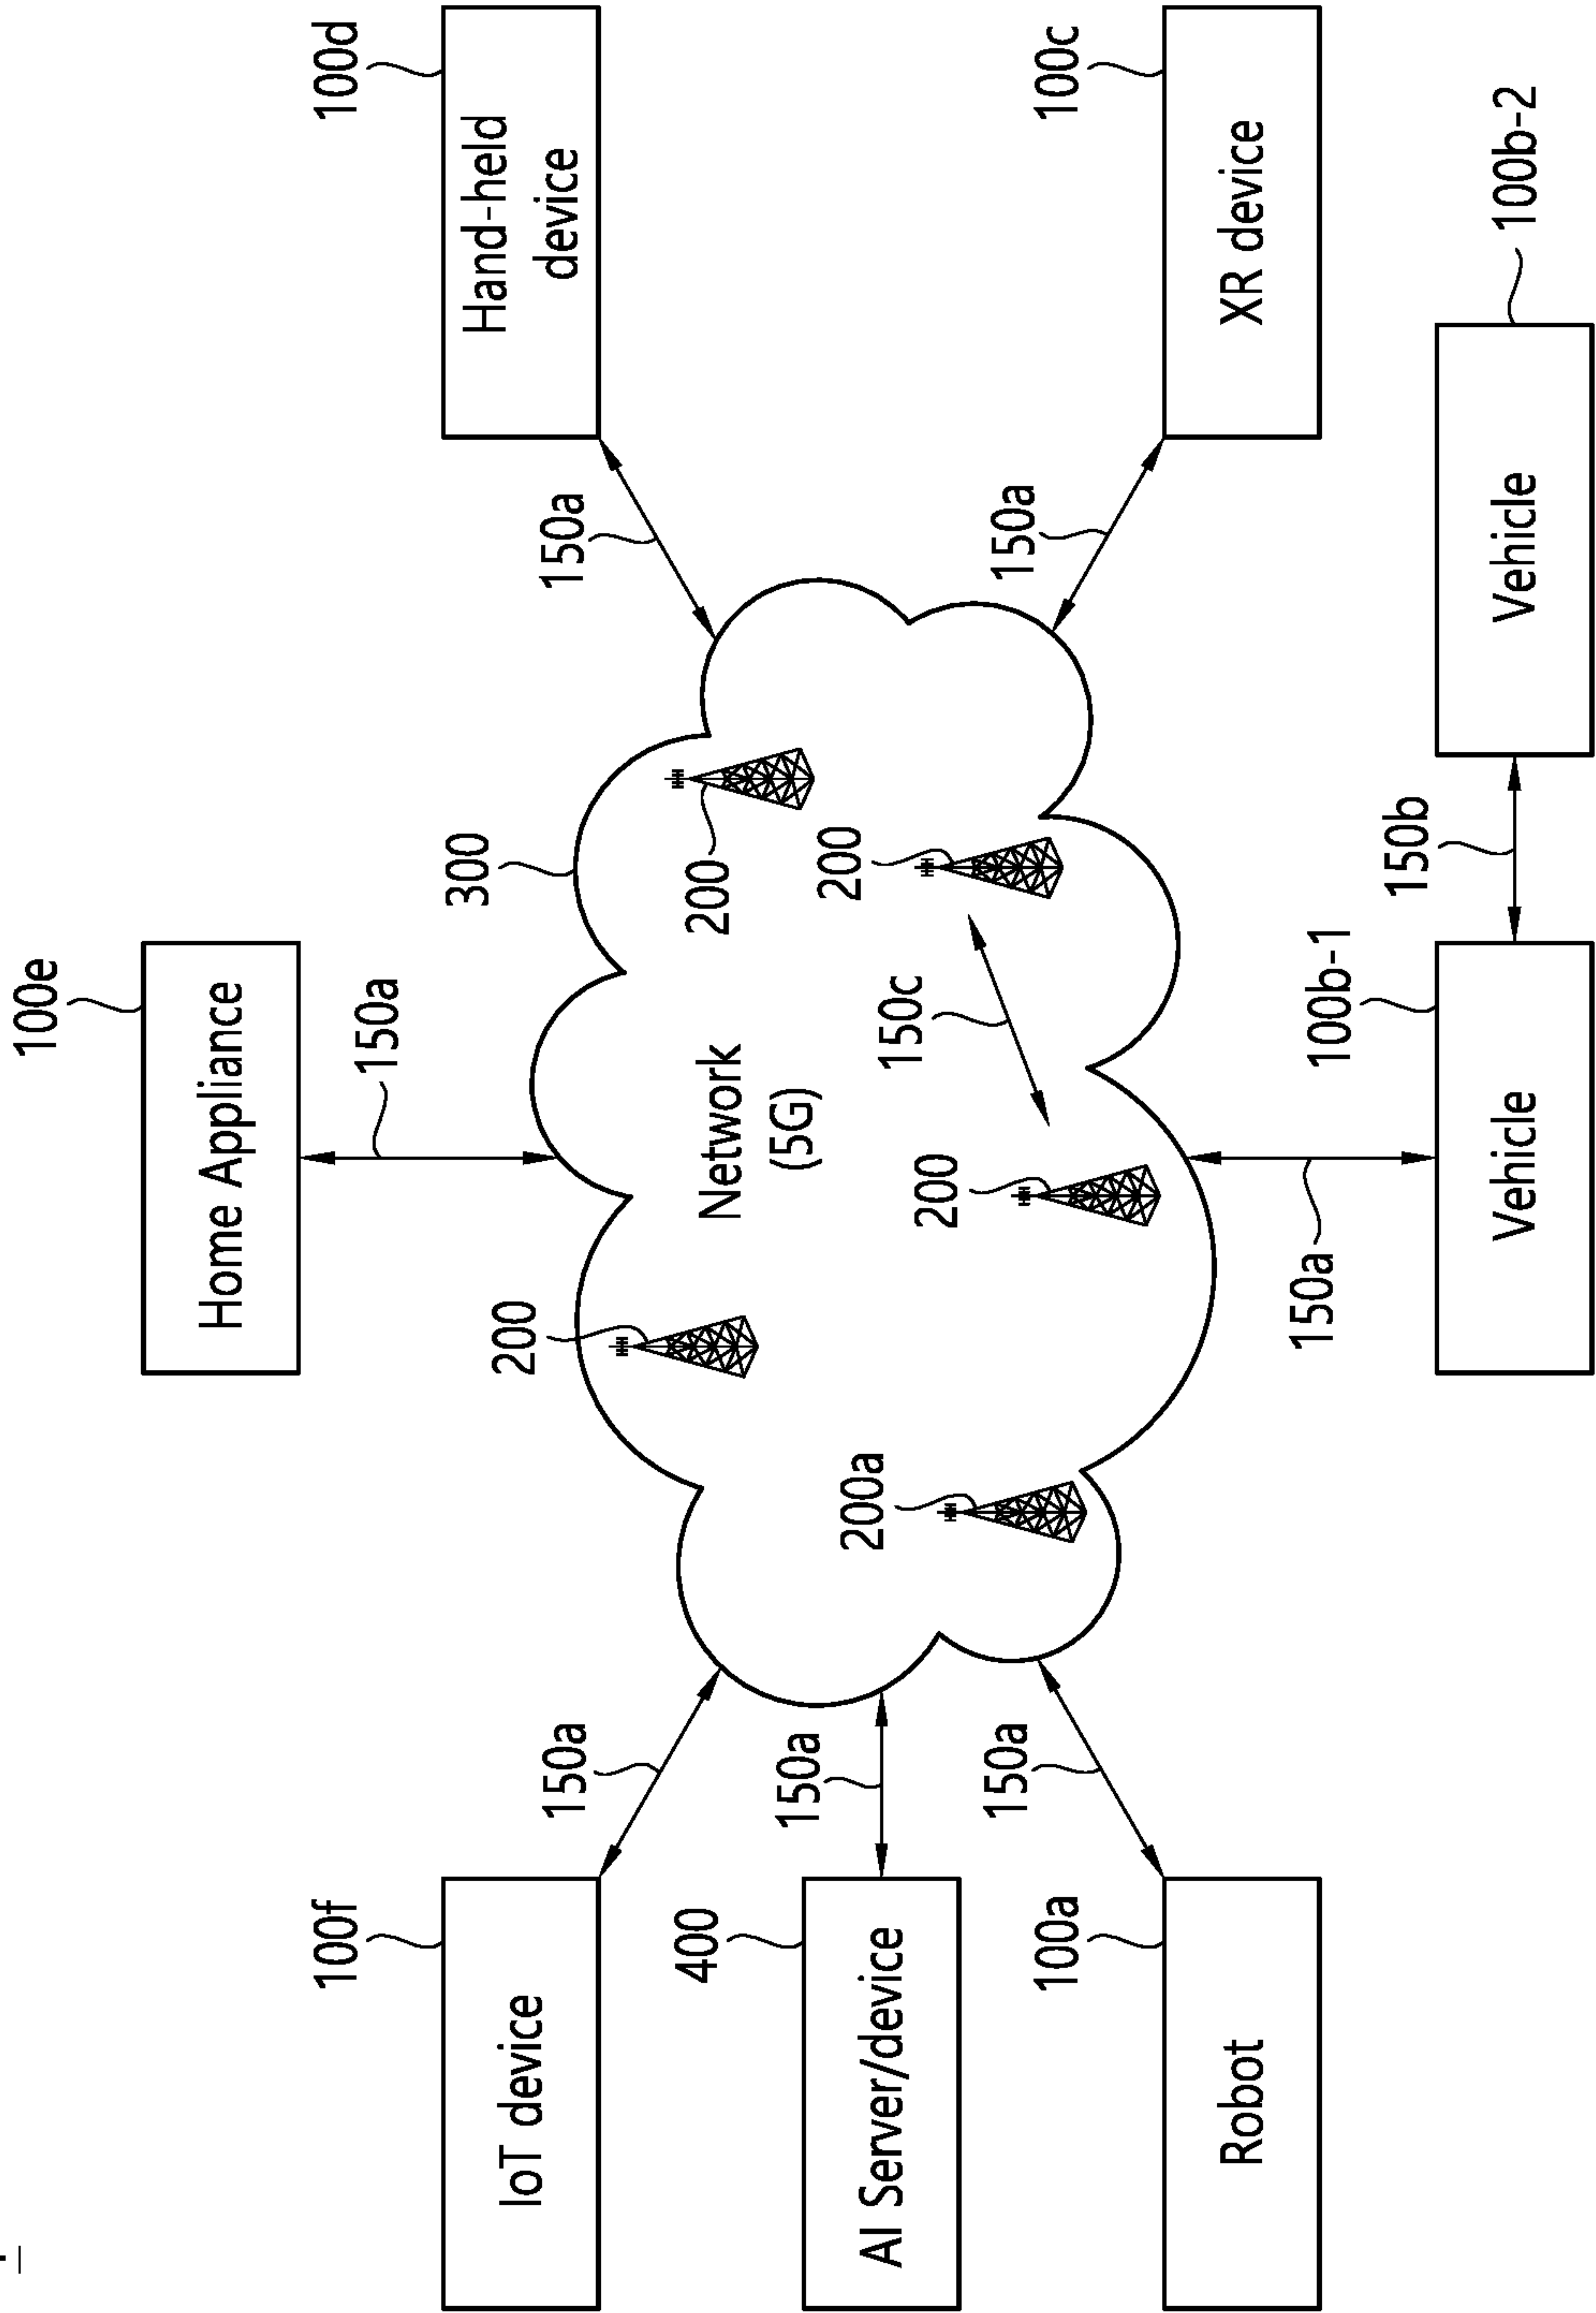 100e
Home Appliance
150a
100f
IoT device
150a
200
300
150a
100d
Hand-held
device
Network
(5G)
200
400
AI Server/device
150a
200a
200
150c
200
100a
Robot
150a
150a
100c
XR device
150a
100b-1
Vehicle
150b
Vehicle
100b-2